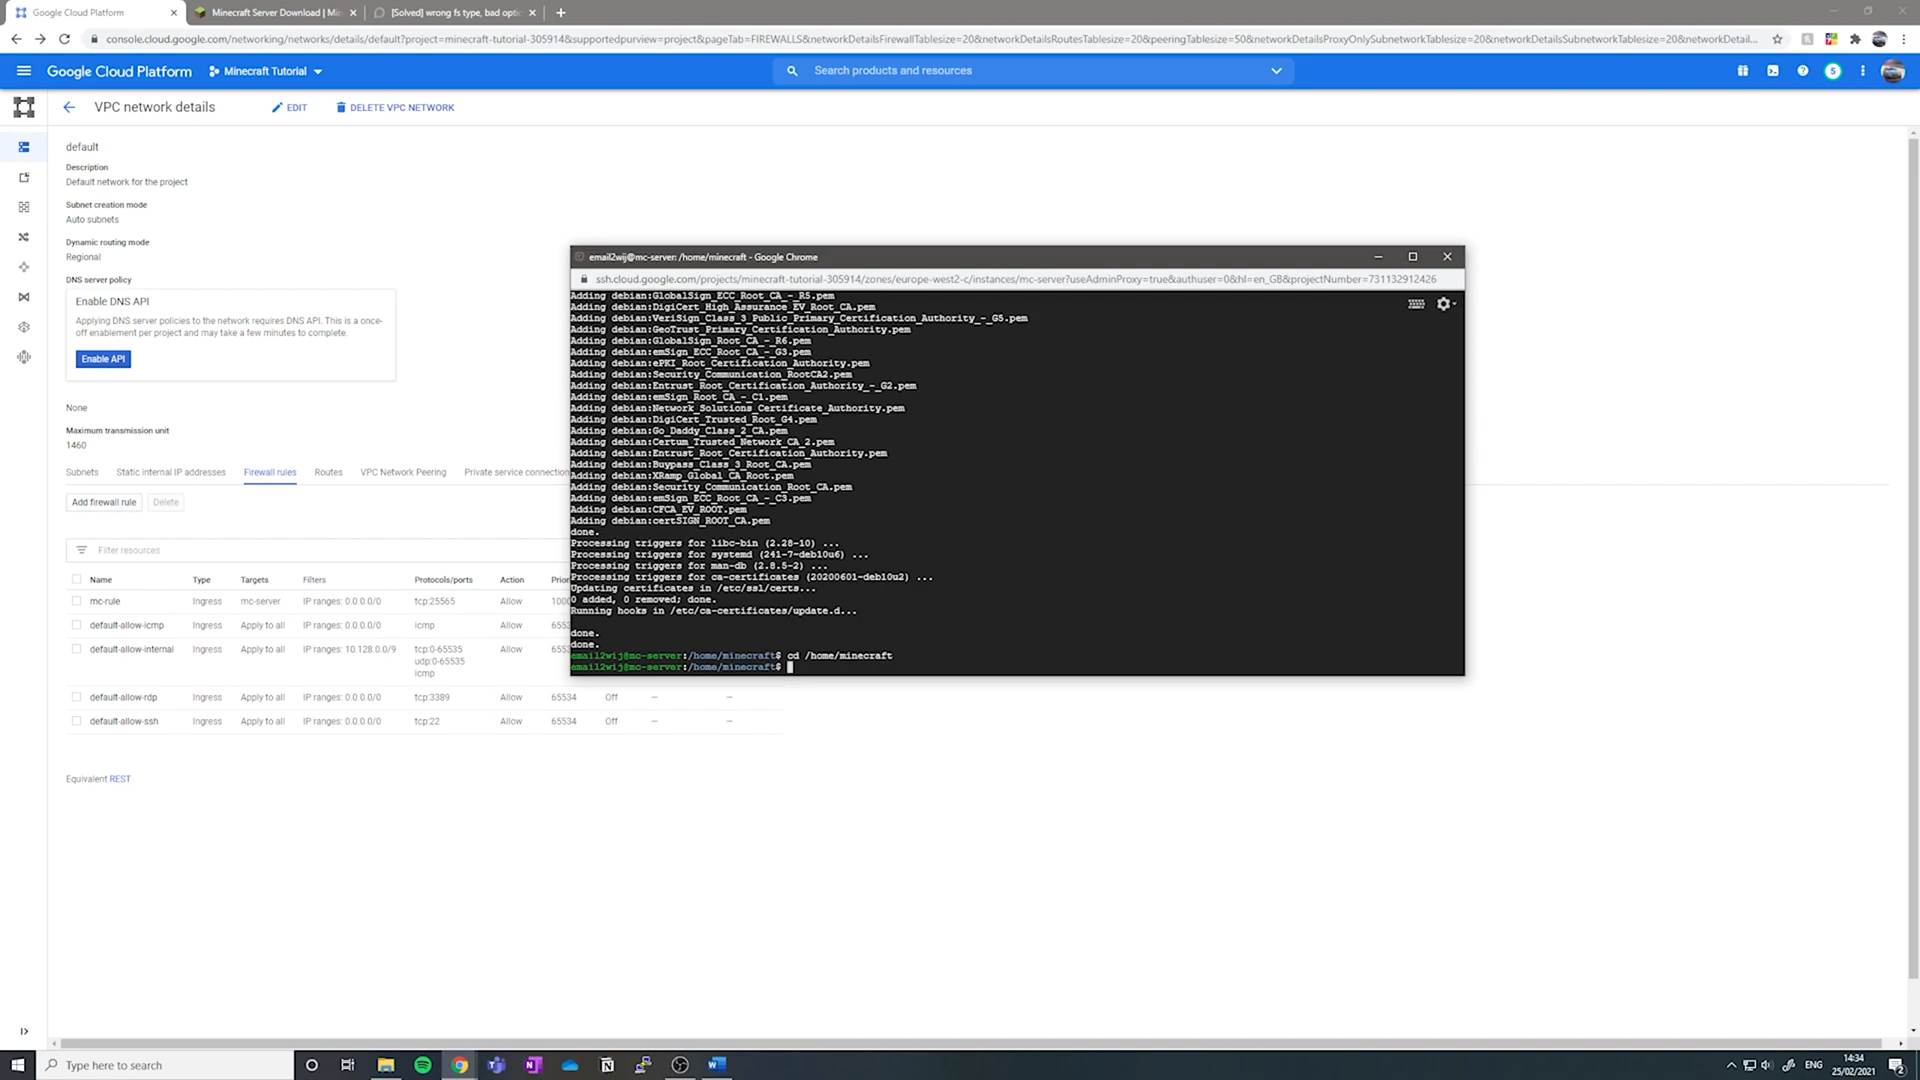 Google Cloud Platform
Minecraft Server Download | Min
[Solved] wrong fs type, bad optio
console.cloud.google.com/networking/networks/details/default?project=minecraft-tutorial-305914&supportedpurview=project&pageTab=FIREWALLS&networkDetailsFirewallTablesize=20&networkDetailsRoutesTablesize=20&peeringTablesize=50&networkDetailsProxyOnlySubnetworkTablesize=20&networkDetailsSubnetworkTablesize=20&networkDetail...
Google Cloud Platform
Minecraft Tutorial
Search products and resources
5
VPC network details
EDIT
DELETE VPC NETWORK
default
Description
Default network for the project
Subnet creation mode
Auto subnets
Dynamic routing mode
Regional
DNS server policy
Enable DNS API
Applying DNS server policies to the network requires DNS API. This is a once-
off enablement per project and may take a few minutes to complete.
Enable API
None
Maximum transmission unit
1460
Subnets Static internal IP addresses Firewall rules Routes VPC Network Peering Private service connection
Add firewall rule Delete
Filter resources
Name Type Targets Filters Protocols/ports Action Prior
mc-rule Ingress mc-server IP ranges: 0.0.0.0/0 tcp:25565 Allow 1000
default-allow-icmp Ingress Apply to all IP ranges: 0.0.0.0/0 icmp Allow 6553
default-allow-internal Ingress Apply to all IP ranges: 10.128.0.0/9 tcp:0-65535 Allow 6553
udp:0-65535
icmp
default-allow-rdp Ingress Apply to all IP ranges: 0.0.0.0/0 tcp:3389 Allow 65534 Off — —
default-allow-ssh Ingress Apply to all IP ranges: 0.0.0.0/0 tcp:22 Allow 65534 Off — —
Equivalent REST
email2wij@mc-server: /home/minecraft - Google Chrome
ssh.cloud.google.com/projects/minecraft-tutorial-305914/zones/europe-west2-c/instances/mc-server?useAdminProxy=true&authuser=0&hl=en_GB&projectNumber=731132912426
Adding debian:GlobalSign_ECC_Root_CA_-_R5.pem
Adding debian:DigiCert_High_Assurance_EV_Root_CA.pem
Adding debian:VeriSign_Class_3_Public_Primary_Certification_Authority_-_G5.pem
Adding debian:GeoTrust_Primary_Certification_Authority.pem
Adding debian:GlobalSign_Root_CA_-_R6.pem
Adding debian:emSign_ECC_Root_CA_-_G3.pem
Adding debian:ePKI_Root_Certification_Authority.pem
Adding debian:Security_Communication_RootCA2.pem
Adding debian:Entrust_Root_Certification_Authority_-_G2.pem
Adding debian:emSign_Root_CA_-_C1.pem
Adding debian:Network_Solutions_Certificate_Authority.pem
Adding debian:DigiCert_Trusted_Root_G4.pem
Adding debian:Go_Daddy_Class_2_CA.pem
Adding debian:Certum_Trusted_Network_CA_2.pem
Adding debian:Entrust_Root_Certification_Authority.pem
Adding debian:Buypass_Class_3_Root_CA.pem
Adding debian:XRamp_Global_CA_Root.pem
Adding debian:Security_Communication_Root_CA.pem
Adding debian:emSign_ECC_Root_CA_-_C3.pem
Adding debian:CFCA_EV_ROOT.pem
Adding debian:certSIGN_ROOT_CA.pem
done.
Processing triggers for libc-bin (2.28-10) ...
Processing triggers for systemd (241-7~deb10u6) ...
Processing triggers for man-db (2.8.5-2) ...
Processing triggers for ca-certificates (20200601~deb10u2) ...
Updating certificates in /etc/ssl/certs...
0 added, 0 removed; done.
Running hooks in /etc/ca-certificates/update.d...
done.
done.
email2wij@mc-server:/home/minecraft$ cd /home/minecraft
email2wij@mc-server:/home/minecraft$
Type here to search
ENG
14:34
25/02/2021
2